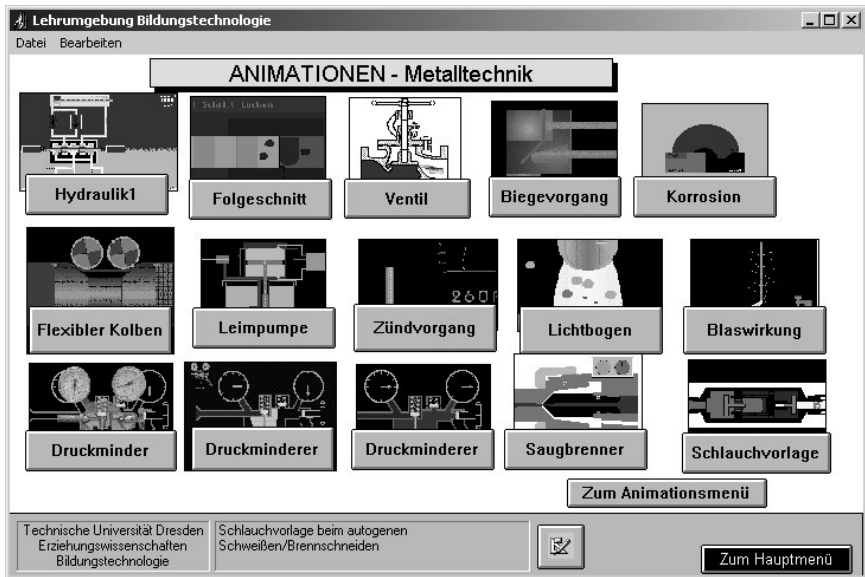 Lehrumgebung Bildungstechnologie
Datei Bearbeiten
ANIMATIONEN - Metalltechnik
Hydraulik1 Folgeschnitt Ventil Biegevorgang Korrosion
Flexibler Kolben Leimpumpe Zündvorgang Lichtbogen Blaswirkung
Druckminder Druckminderer Druckminderer Saugbrenner Schlauchvorlage
Zum Animationsmenü
Technische Universität Dresden
Erziehungswissenschaften
Bildungstechnologie
Schlauchvorlage beim autogenen
Schweißen/Brennschneiden
Zum Hauptmenü